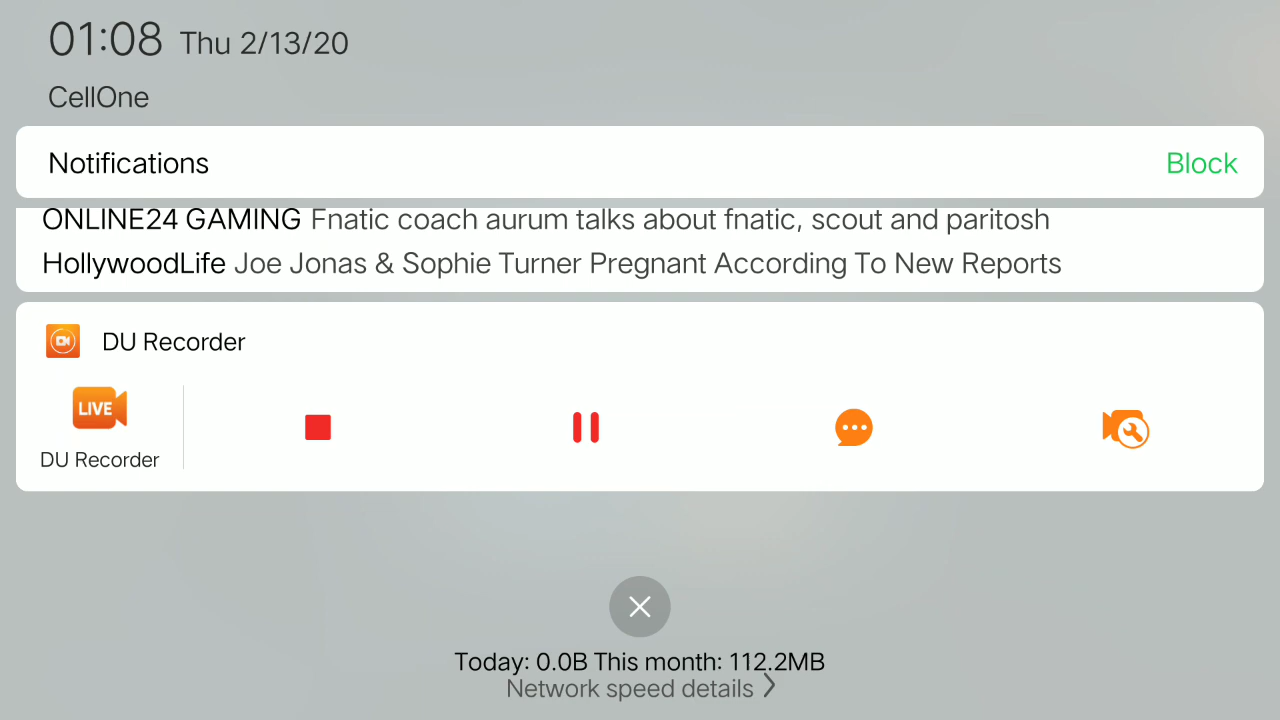 01:08 Thu 2/13/20
CellOne
Notifications Block
ONLINE24 GAMING Fnatic coach aurum talks about fnatic, scout and paritosh
HollywoodLife Joe Jonas & Sophie Turner Pregnant According To New Reports
DU Recorder
LIVE
DU Recorder
Today: 0.0B This month: 112.2MB
Network speed details